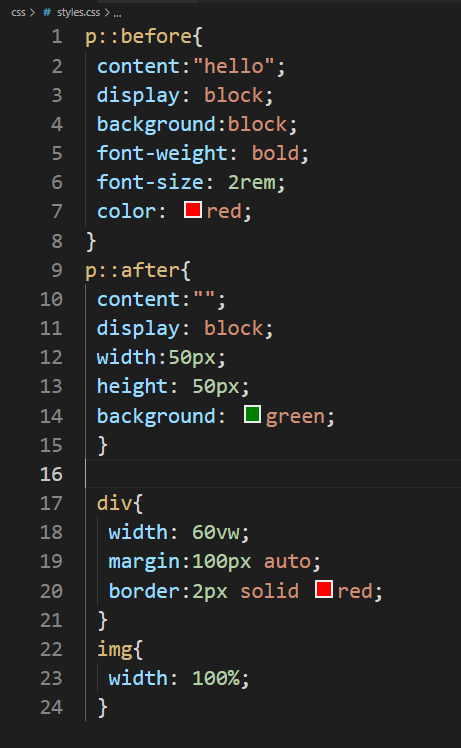 css > # styles.css > ...
1 p::before{
2 content:"hello";
3 display: block;
4 background:block;
5 font-weight: bold;
6 font-size: 2rem;
7 color: red;
8 }
9 p::after{
10 content:"";
11 display: block;
12 width:50px;
13 height: 50px;
14 background: green;
15 }
16
17 div{
18 width: 60vw;
19 margin:100px auto;
20 border:2px solid red;
21 }
22 img{
23 width: 100%;
24 }